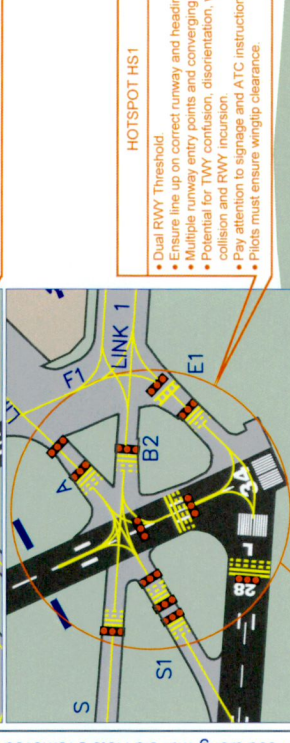 HOTSPOT HS1
• Dual RWY Threshold.
• Ensure line up on correct runway and headin
• Multiple runway entry points and converging
• Potential for TWY confusion, disorientation,
collision and RWY incursion.
• Pay attention to signage and ATC instruction
• Pilots must ensure wingtip clearance.
F1
LINK 1
E1
A
B2
34
L
28
S1
S